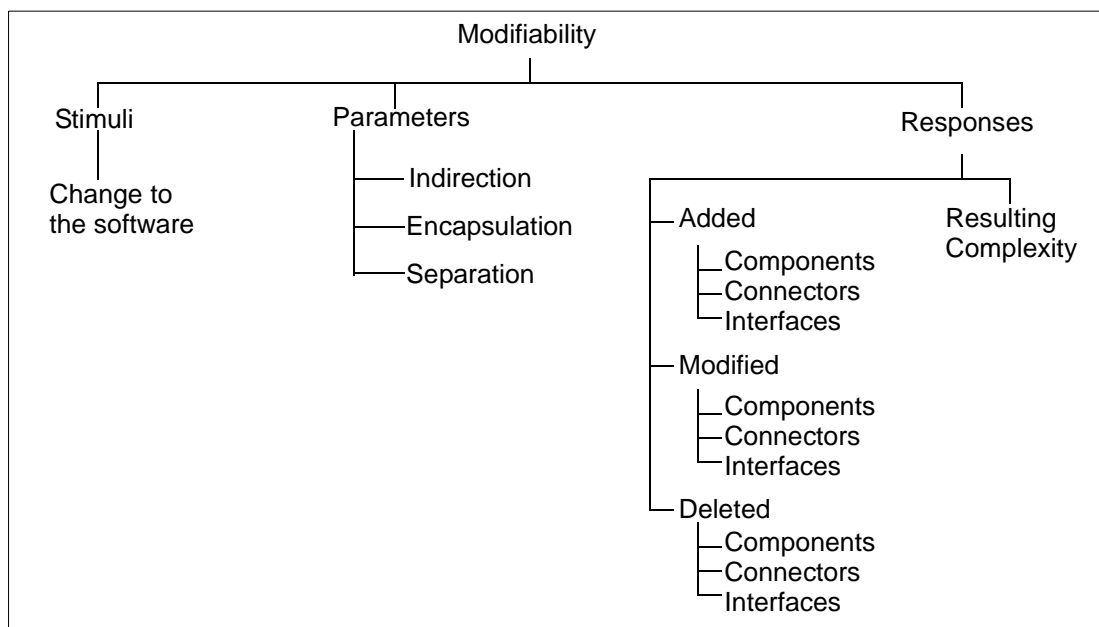 Modifiability
Stimuli
Change to
the software
Parameters
Indirection
Encapsulation
Separation
Responses
Added
Components
Connectors
Interfaces
Modified
Components
Connectors
Interfaces
Deleted
Components
Connectors
Interfaces
Resulting
Complexity